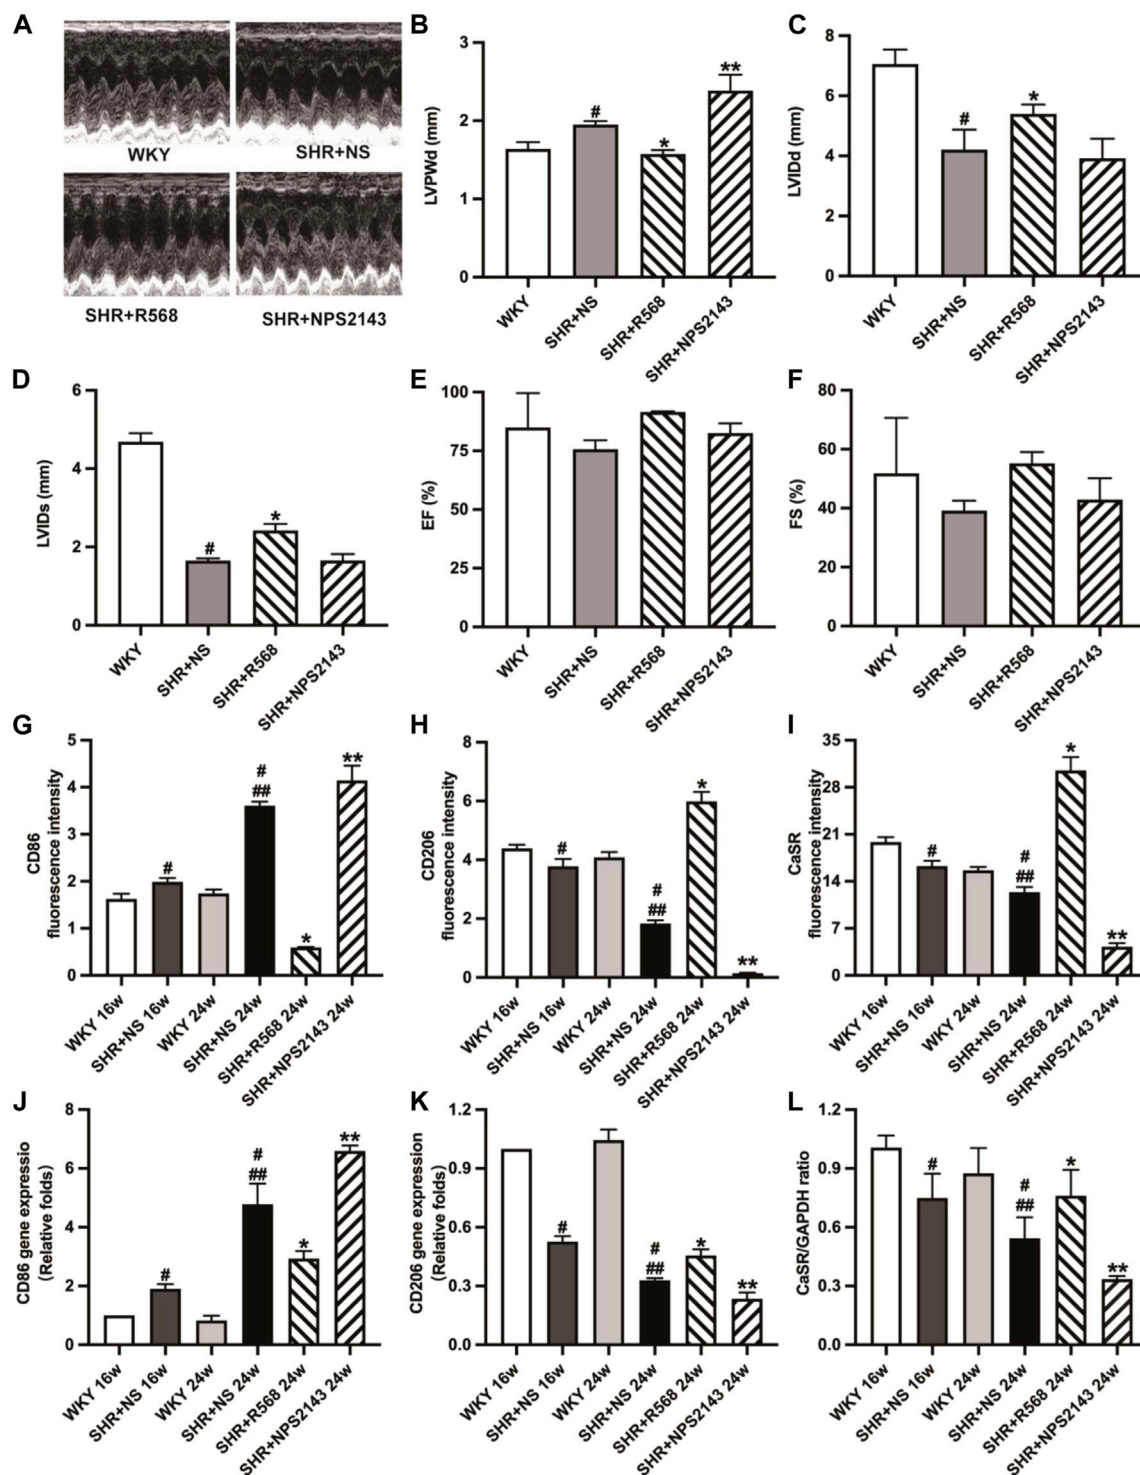 A
WKY
SHR+NS
SHR+R568
SHR+NPS2143
B
LVPWd (mm)
3
2
1
0
#
*
**
WKY
SHR+NS
SHR+R568
SHR+NPS2143
C
LVIDd (mm)
8
6
4
2
0
#
*
WKY
SHR+NS
SHR+R568
SHR+NPS2143
D
LVIDs (mm)
6
4
2
0
#
*
WKY
SHR+NS
SHR+R568
SHR+NPS2143
E
EF (%)
100
75
50
25
0
WKY
SHR+NS
SHR+R568
SHR+NPS2143
F
FS (%)
80
60
40
20
0
WKY
SHR+NS
SHR+R568
SHR+NPS2143
G
CD86
fluorescence intensity
5
4
3
2
1
0
#
#
##
*
**
WKY 16w
SHR+NS 16w
WKY 24w
SHR+NS 24w
SHR+R568 24w
SHR+NPS2143 24w
H
CD206
fluorescence intensity
8
6
4
2
0
#
#
##
*
**
WKY 16w
SHR+NS 16w
WKY 24w
SHR+NS 24w
SHR+R568 24w
SHR+NPS2143 24w
I
CaSR
fluorescence intensity
35
28
21
14
7
0
#
#
##
*
**
WKY 16w
SHR+NS 16w
WKY 24w
SHR+NS 24w
SHR+R568 24w
SHR+NPS2143 24w
J
CD86 gene expressio
(Relative folds)
8
6
4
2
0
#
#
##
*
**
WKY 16w
SHR+NS 16w
WKY 24w
SHR+NS 24w
SHR+R568 24w
SHR+NPS2143 24w
K
CD206 gene expression
(Relative folds)
1.2
0.9
0.6
0.3
0.0
#
#
##
*
**
WKY 16w
SHR+NS 16w
WKY 24w
SHR+NS 24w
SHR+R568 24w
SHR+NPS2143 24w
L
CaSR/GAPDH ratio
1.2
0.9
0.6
0.3
0.0
#
#
##
*
**
WKY 16w
SHR+NS 16w
WKY 24w
SHR+NS 24w
SHR+R568 24w
SHR+NPS2143 24w